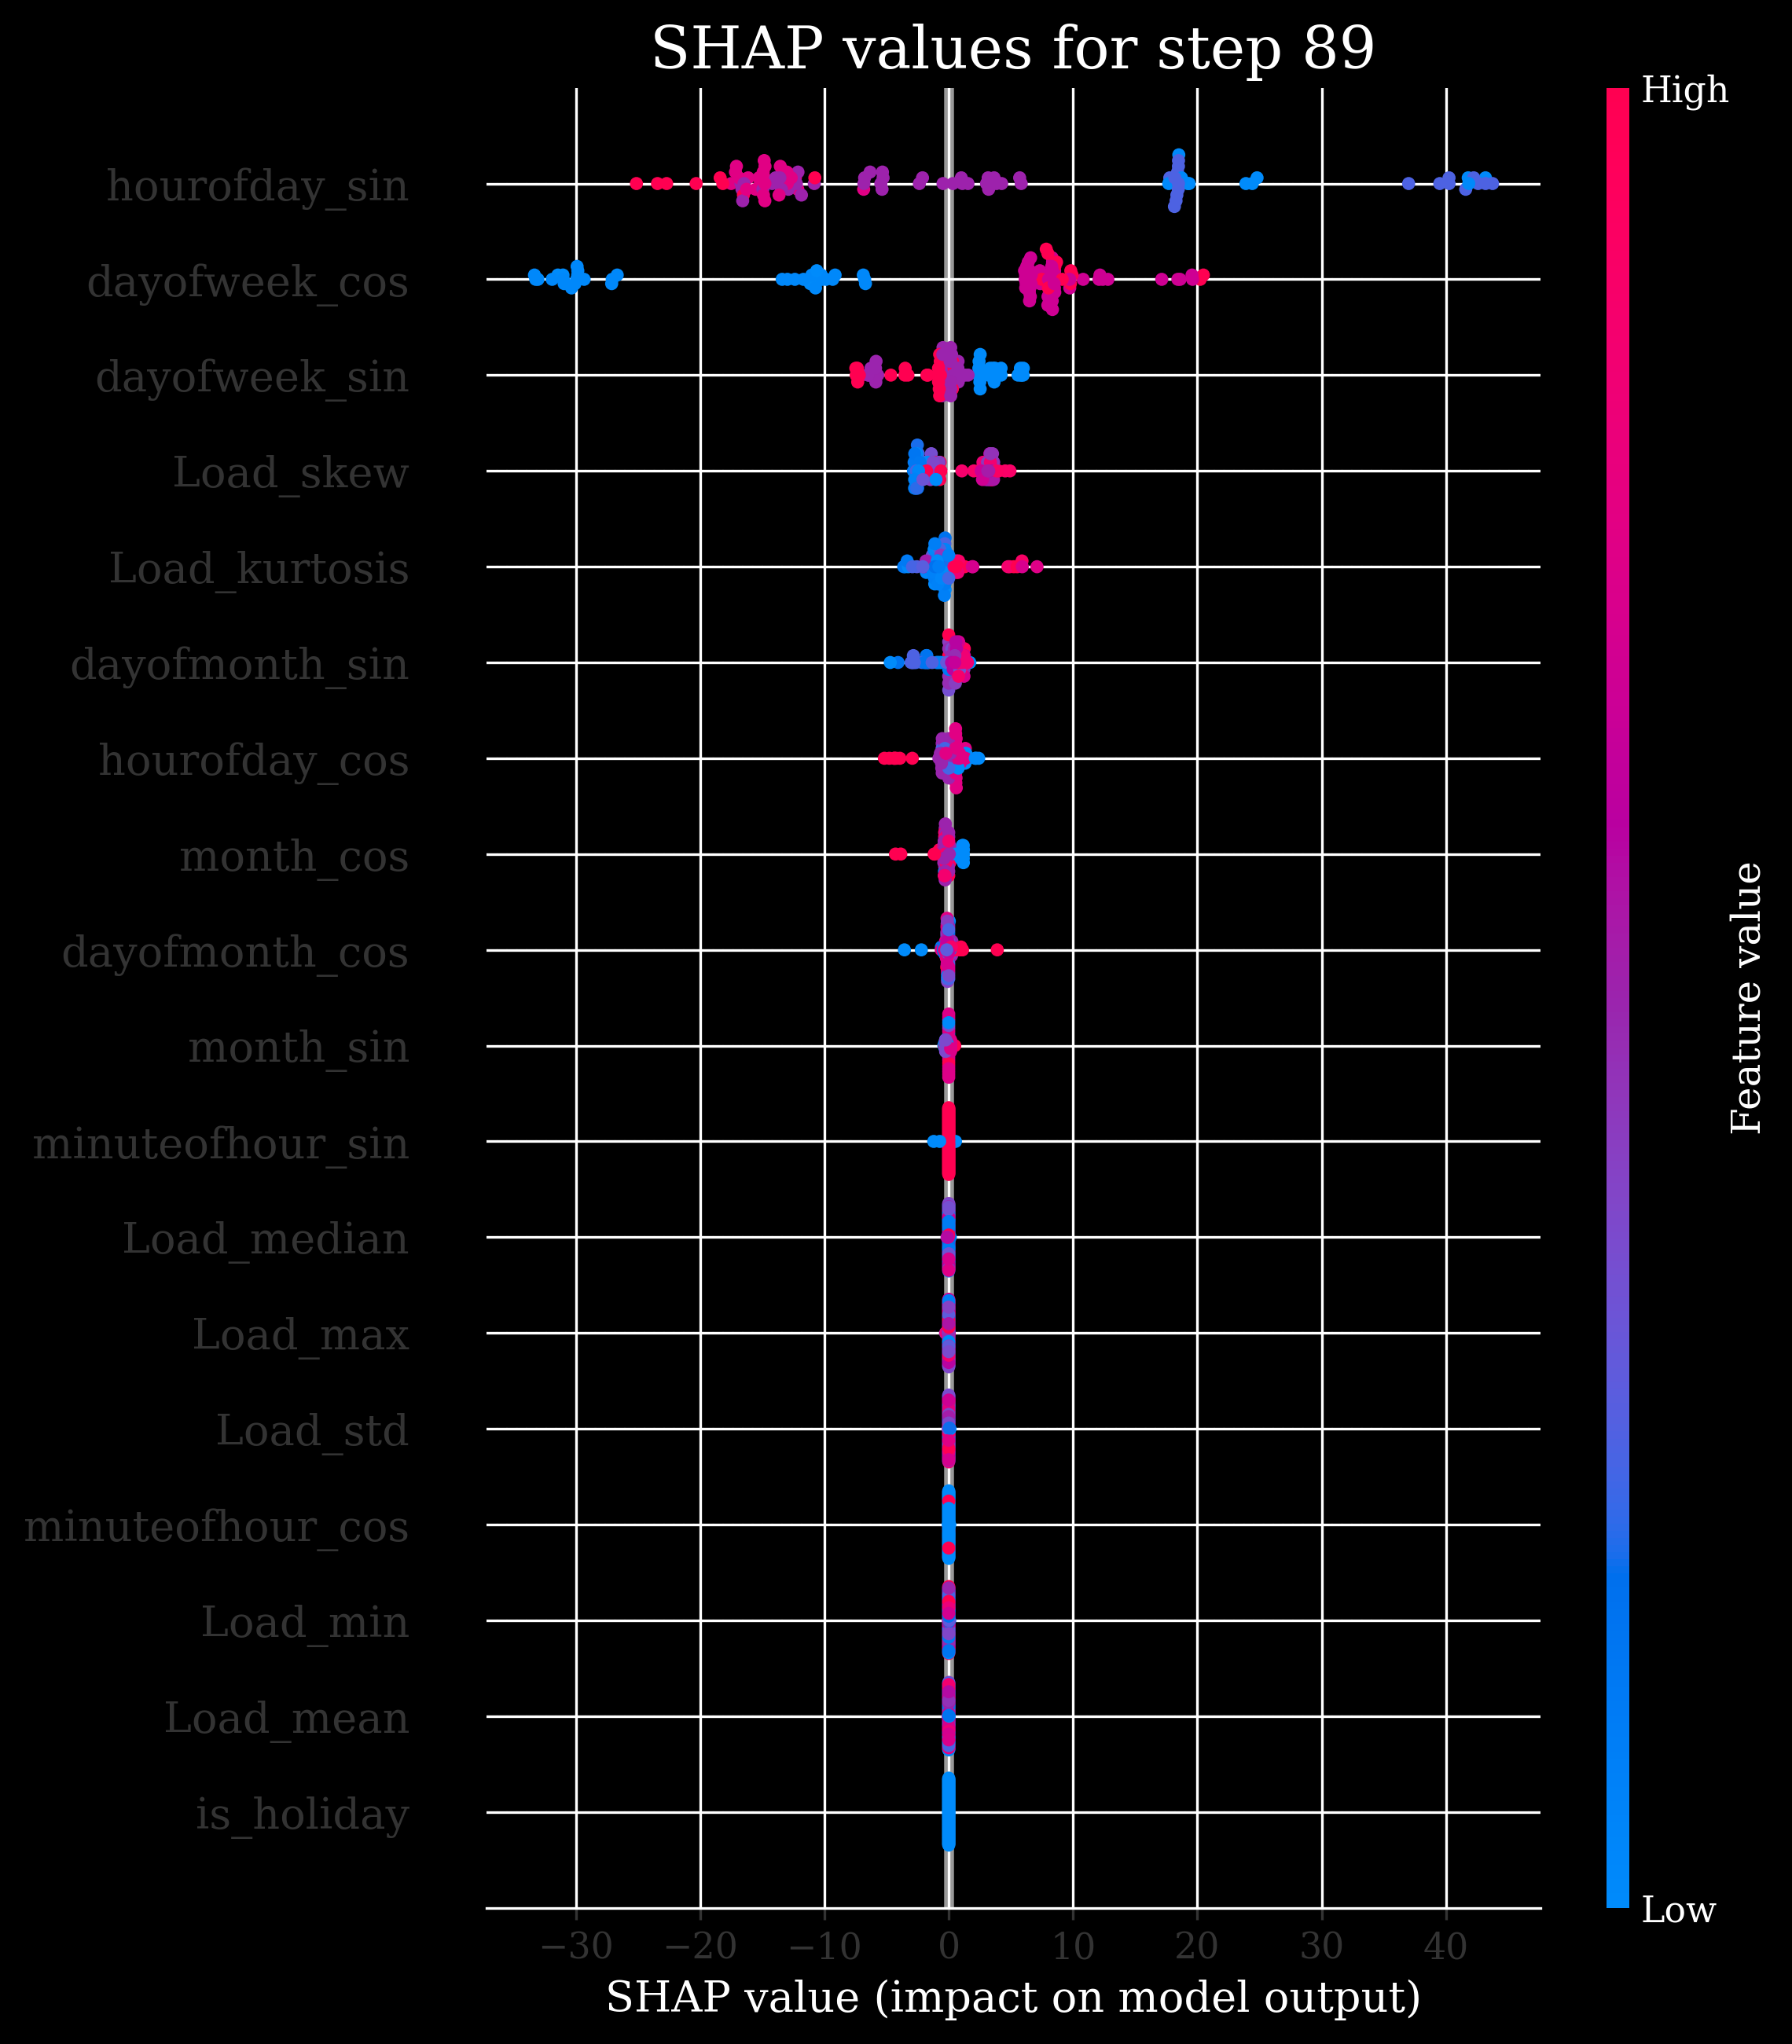 SHAP values for step 89
High
hourofday_sin
dayofweek_cos
dayofweek_sin
Load_skew
Load_kurtosis
dayofmonth_sin
hourofday_cos
month_cos
dayofmonth_cos
month_sin
minuteofhour_sin
Load_median
Load_max
Load_std
minuteofhour_cos
Load_min
Load_mean
is_holiday
Feature value
Low
−30 −20 −10 0 10 20 30 40
SHAP value (impact on model output)